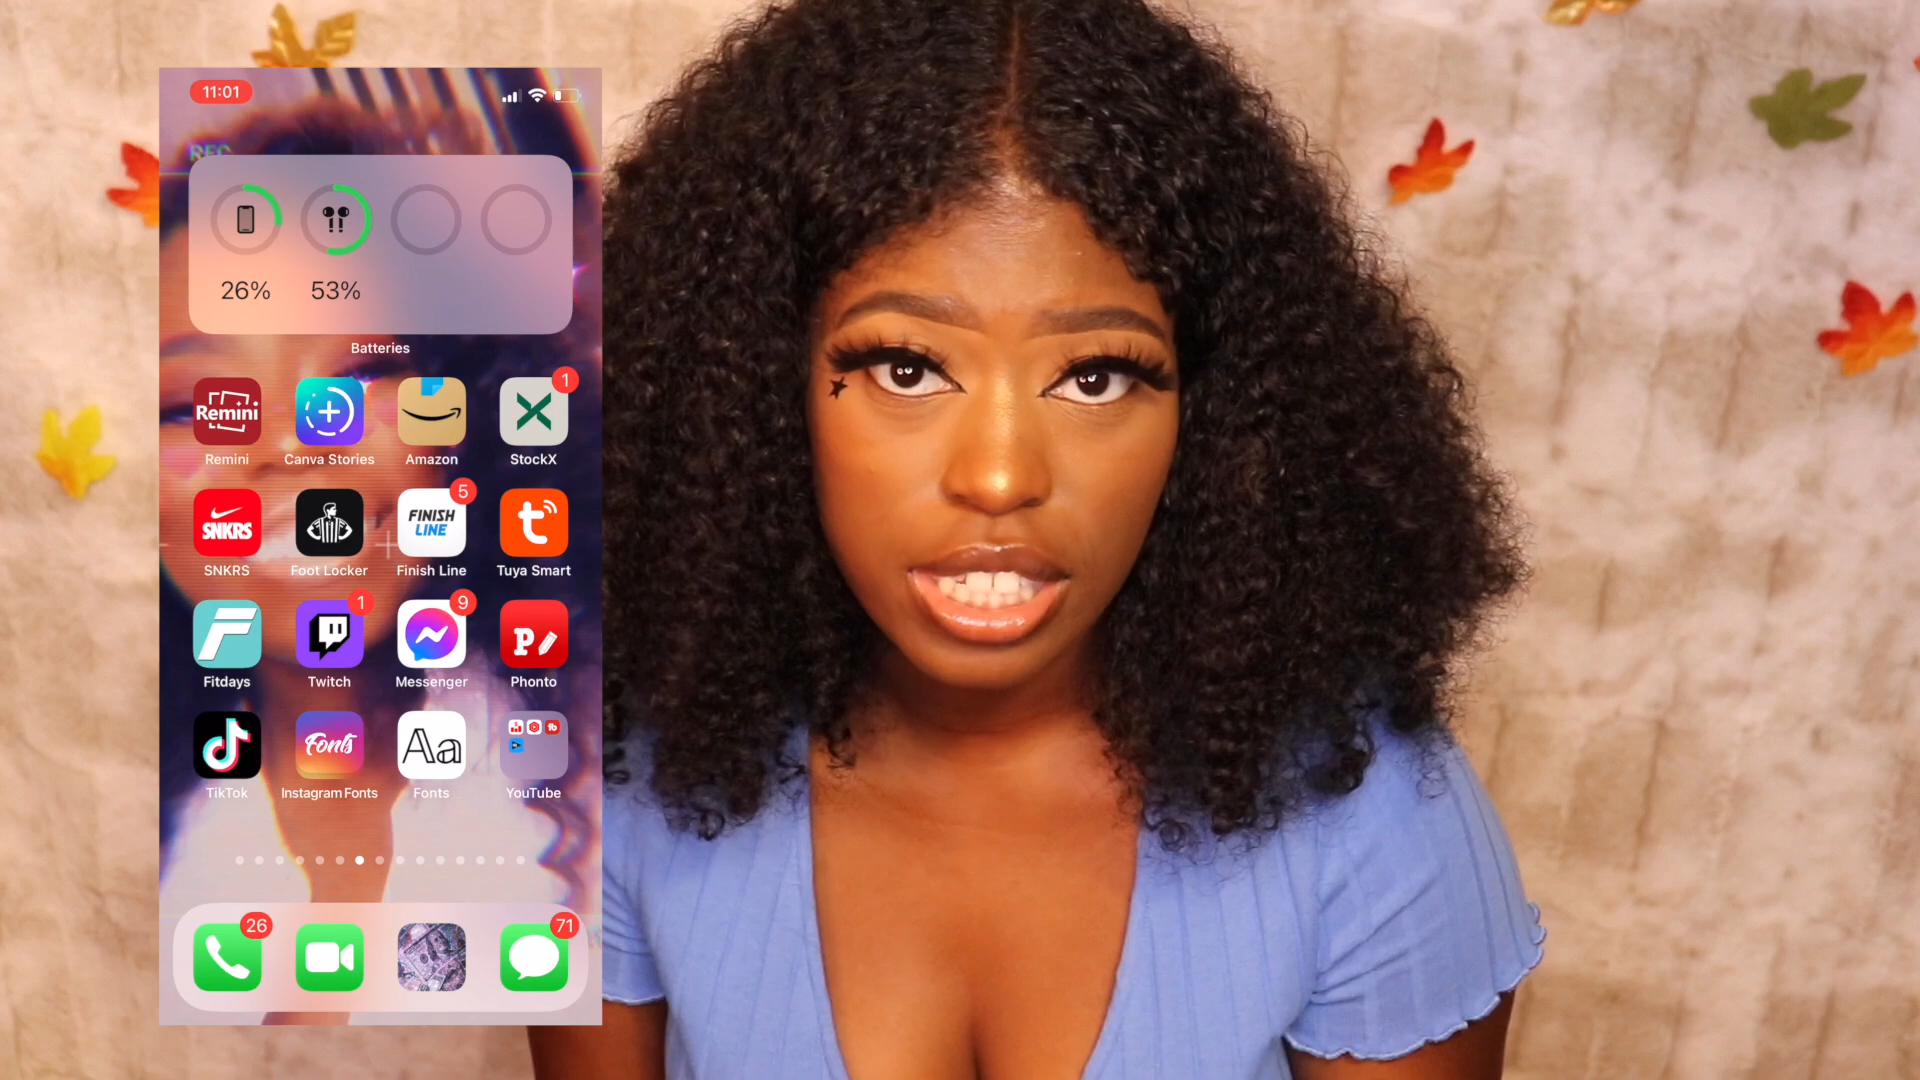 11:01
REC
26% 53%
Batteries
1
Remini
Remini Canva Stories Amazon StockX
5
SNKRS FINISH LINE t
SNKRS Foot Locker Finish Line Tuya Smart
1 9
F P
Fitdays Twitch Messenger Phonto
Fonts Aa
TikTok Instagram Fonts Fonts YouTube
26 71